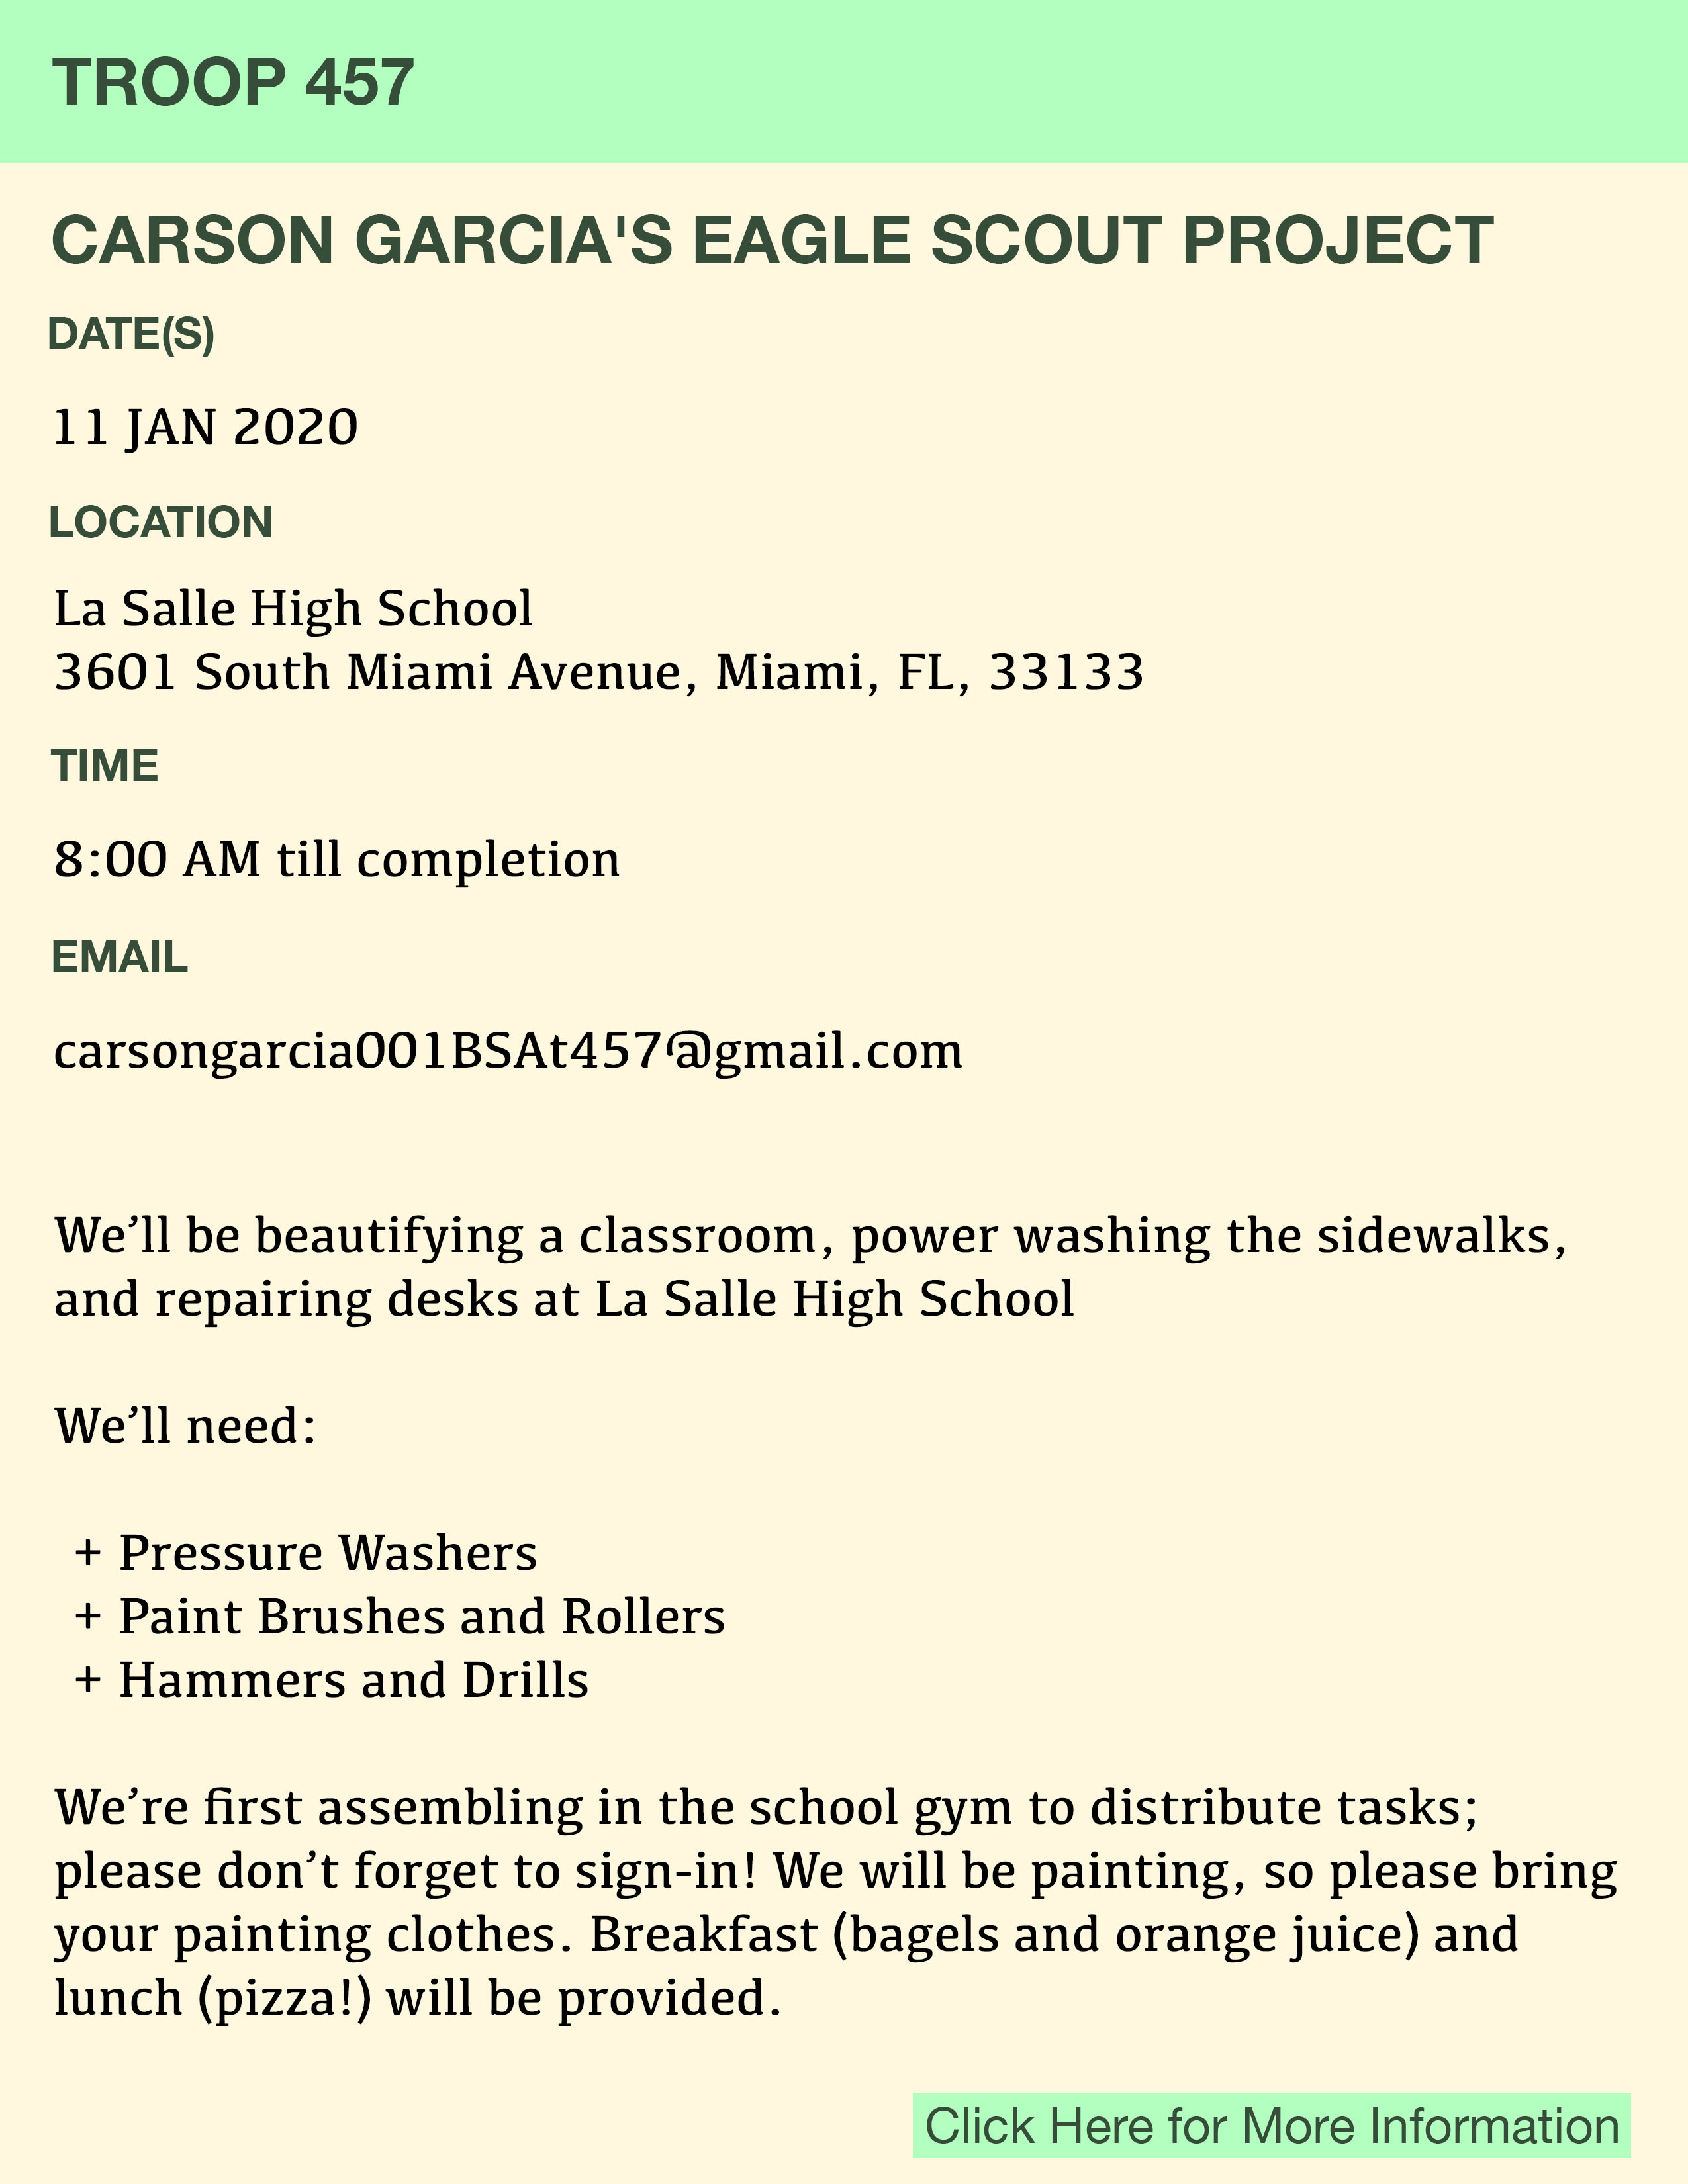 TROOP 457
CARSON GARCIA'S EAGLE SCOUT PROJECT
DATE(S)
11 JAN 2020
LOCATION
La Salle High School
3601 South Miami Avenue, Miami, FL, 33133
TIME
8:00 AM till completion
EMAIL
carsongarcia001BSAt457@gmail.com
We’ll be beautifying a classroom, power washing the sidewalks,
and repairing desks at La Salle High School
We’ll need:
+ Pressure Washers
+ Paint Brushes and Rollers
+ Hammers and Drills
We’re first assembling in the school gym to distribute tasks;
please don’t forget to sign-in! We will be painting, so please bring
your painting clothes. Breakfast (bagels and orange juice) and
lunch (pizza!) will be provided.
Click Here for More Information